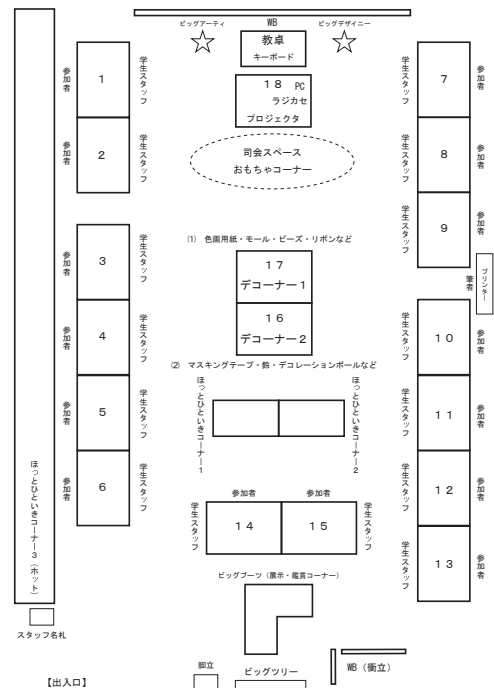 ビッグアーティ
WB
ビッグデザイニー
教卓
キーボード
18 PC
ラジカセ
プロジェクタ
司会スペース
おもちゃコーナー
参加者
1
学生スタッフ
参加者
2
学生スタッフ
参加者
3
学生スタッフ
参加者
4
学生スタッフ
参加者
5
学生スタッフ
参加者
6
学生スタッフ
(1) 色画用紙・モール・ビーズ・リボンなど
17
デコーナー1
16
デコーナー2
(2) マスキングテープ・鈴・デコレーションボールなど
ほっとひといきコーナー1
ほっとひといきコーナー2
参加者
参加者
学生スタッフ
14
15
学生スタッフ
学生スタッフ
7
参加者
学生スタッフ
8
参加者
学生スタッフ
9
筆者
プリンター
学生スタッフ
10
参加者
学生スタッフ
11
参加者
学生スタッフ
12
参加者
学生スタッフ
13
参加者
ほっとひといきコーナー3(ホット)
スタッフ名札
ビッグブーツ(展示・鑑賞コーナー)
脚立
ビッグツリー
WB(衝立)
【出入口】